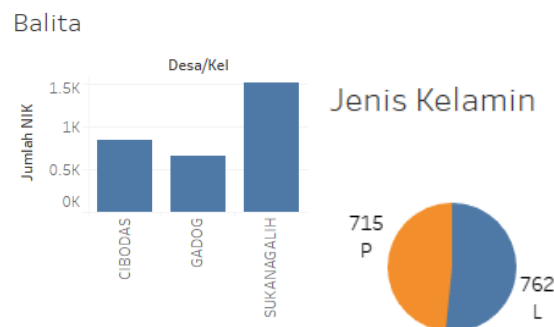 Balita
Desa/Kel
Jumlah NIK
1.5K
1K
0.5K
0K
CIBODAS
GADOG
SUKANAGALIH
Jenis Kelamin
715
P
762
L